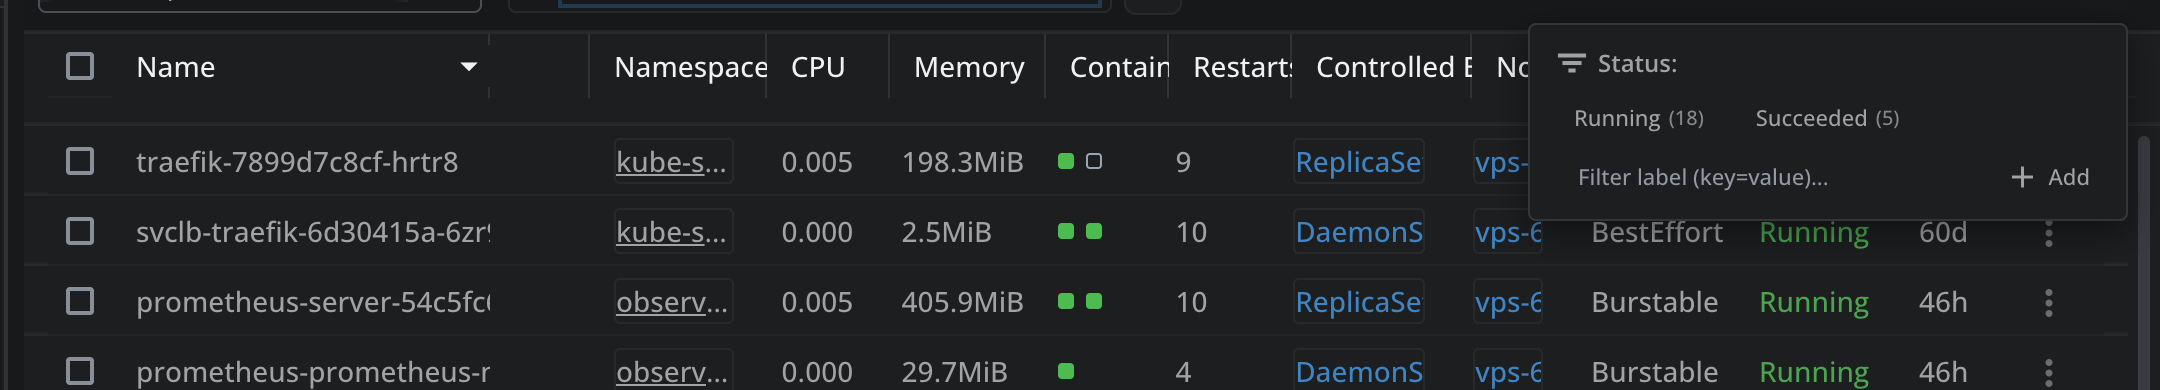 Name Namespace CPU Memory Contain Restarts Controlled No
Status:
Running (18) Succeeded (5)
Filter label (key=value)... + Add
traefik-7899d7c8cf-hrtr8 kube-s... 0.005 198.3MiB 9 ReplicaSe vps-
svclb-traefik-6d30415a-6zr kube-s... 0.000 2.5MiB 10 DaemonS vps-6 BestEffort Running 60d
prometheus-server-54c5fc observ... 0.005 405.9MiB 10 ReplicaSe vps-6 Burstable Running 46h
prometheus-prometheus- observ... 0.000 29.7MiB 4 DaemonS vps-6 Burstable Running 46h